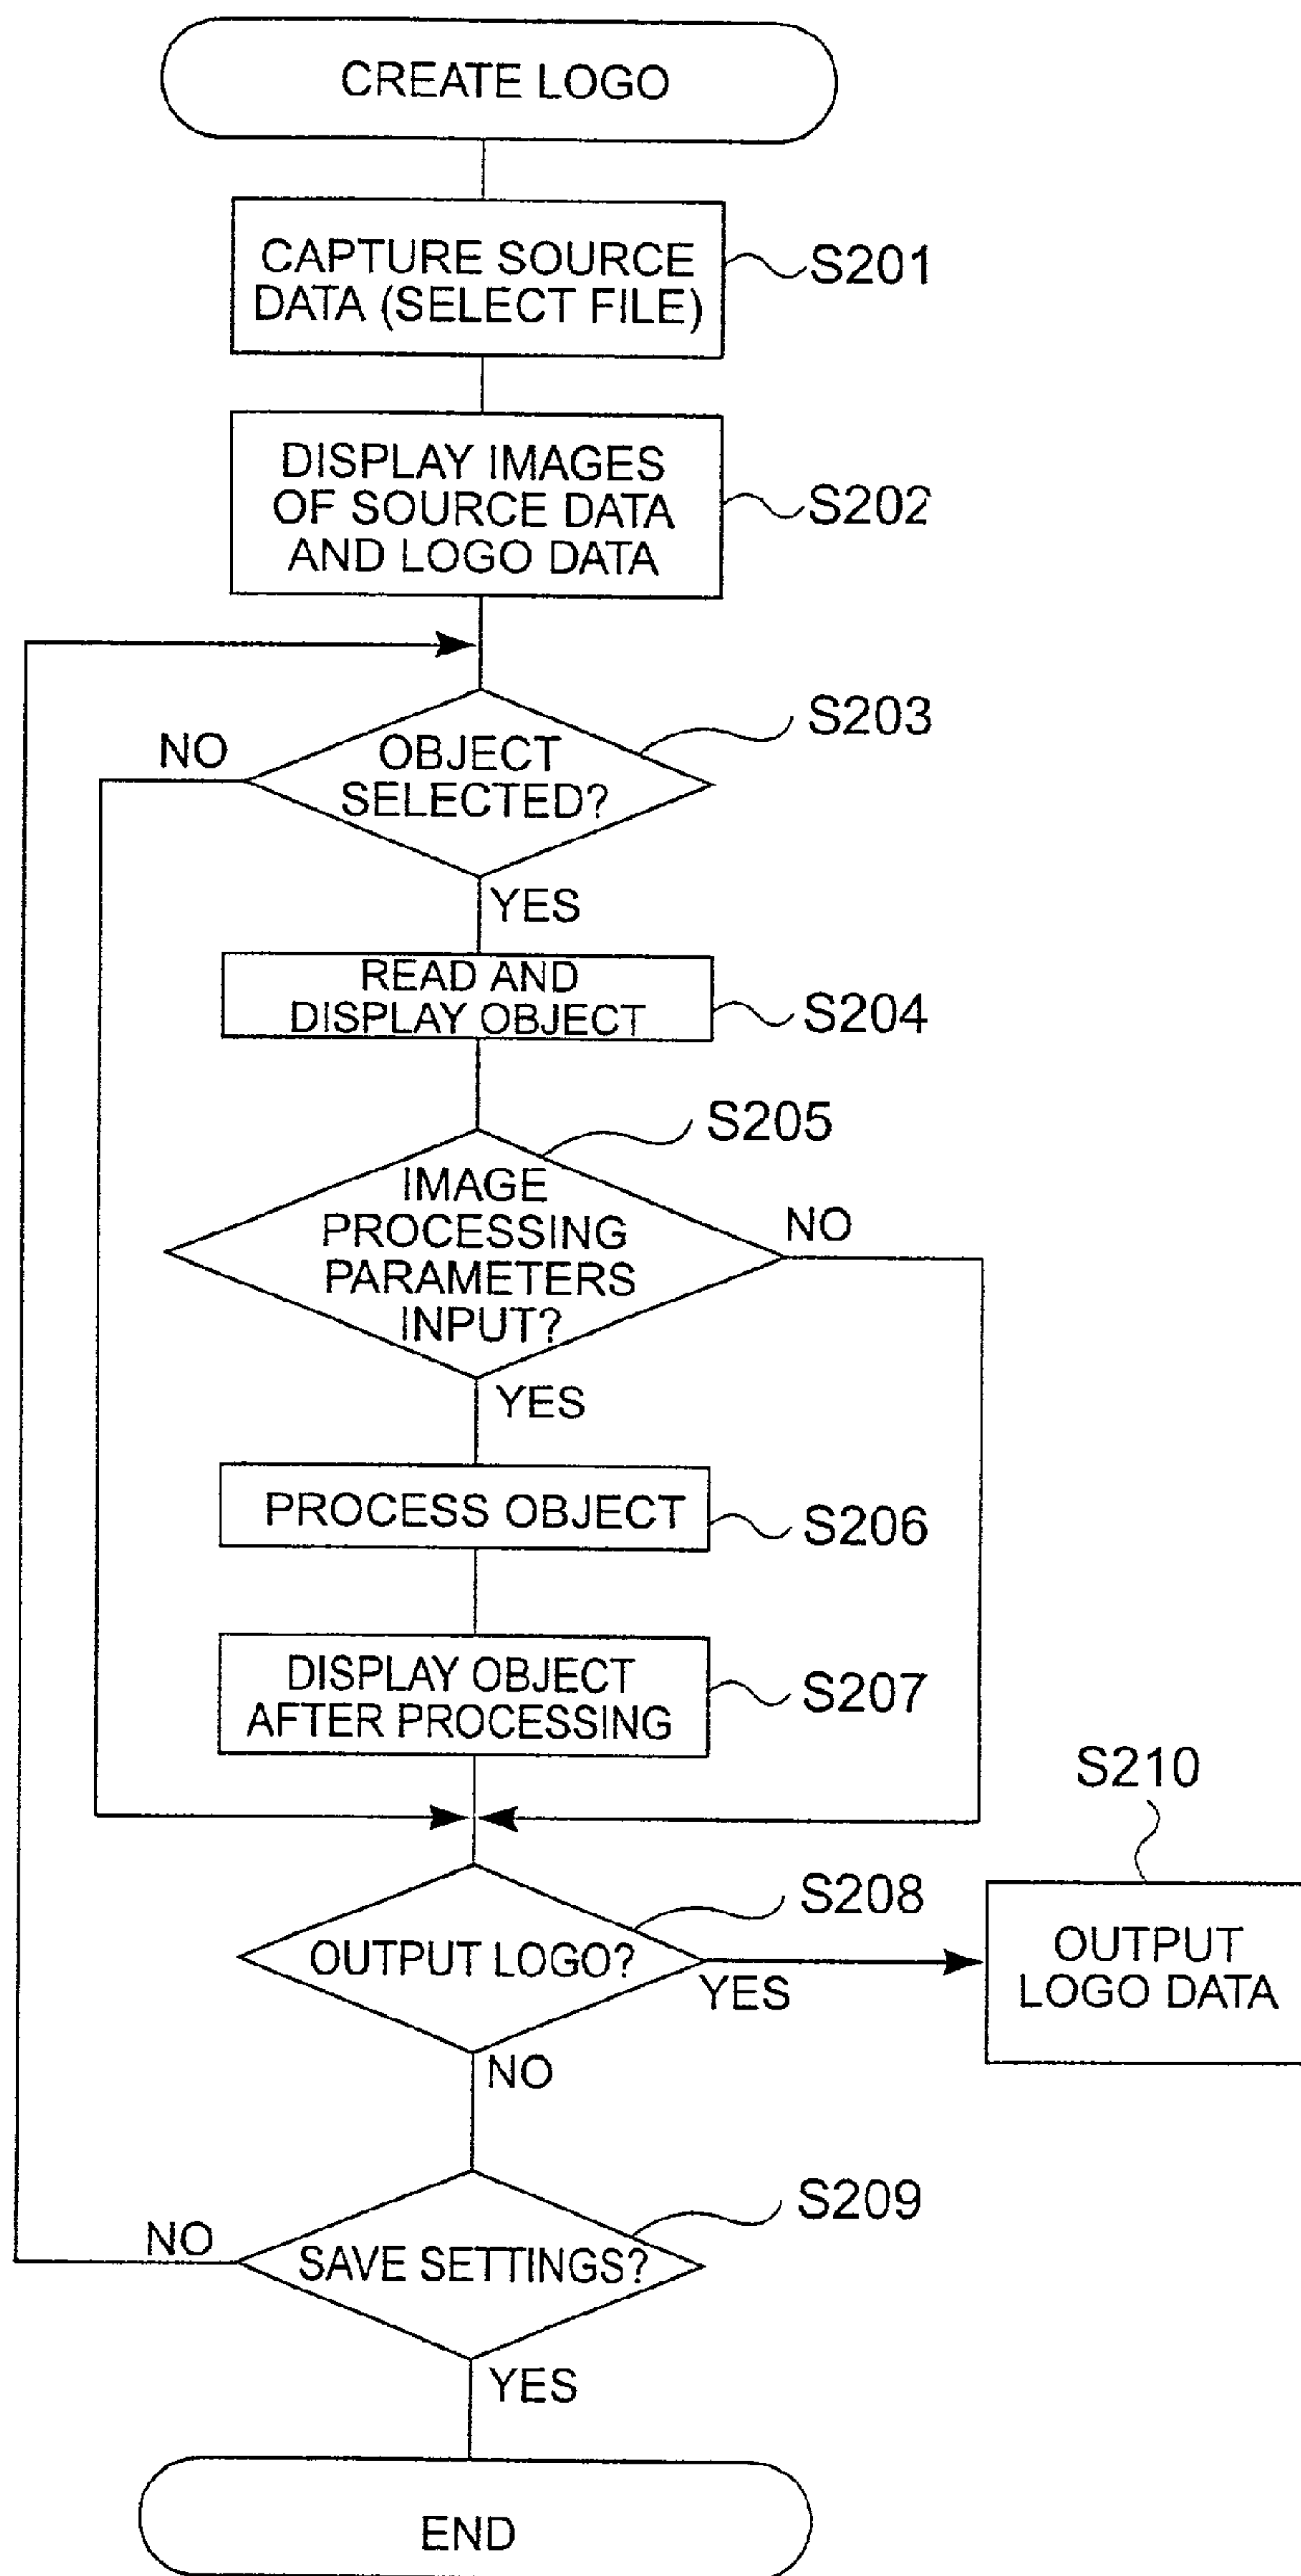 CREATE LOGO
CAPTURE SOURCE
DATA (SELECT FILE)
S201
DISPLAY IMAGES
OF SOURCE DATA
AND LOGO DATA
S202
OBJECT
SELECTED?
S203
NO
YES
READ AND
DISPLAY OBJECT
S204
IMAGE
PROCESSING
PARAMETERS
INPUT?
S205
NO
YES
PROCESS OBJECT
S206
DISPLAY OBJECT
AFTER PROCESSING
S207
OUTPUT LOGO?
S208
YES
S210
OUTPUT
LOGO DATA
NO
SAVE SETTINGS?
S209
NO
YES
END